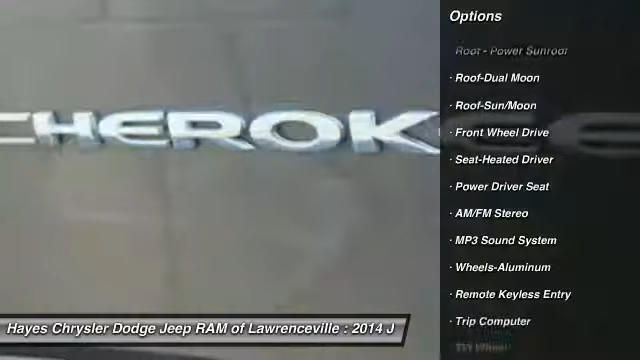 Options
Roof - Power Sunroof
· Roof-Dual Moon
· Roof-Sun/Moon
· Front Wheel Drive
CHEROKEE
· Seat-Heated Driver
· Power Driver Seat
· AM/FM Stereo
· MP3 Sound System
· Wheels-Aluminum
· Remote Keyless Entry
· Trip Computer
Tilt Wheel
Hayes Chrysler Dodge Jeep RAM of Lawrenceville : 2014 J